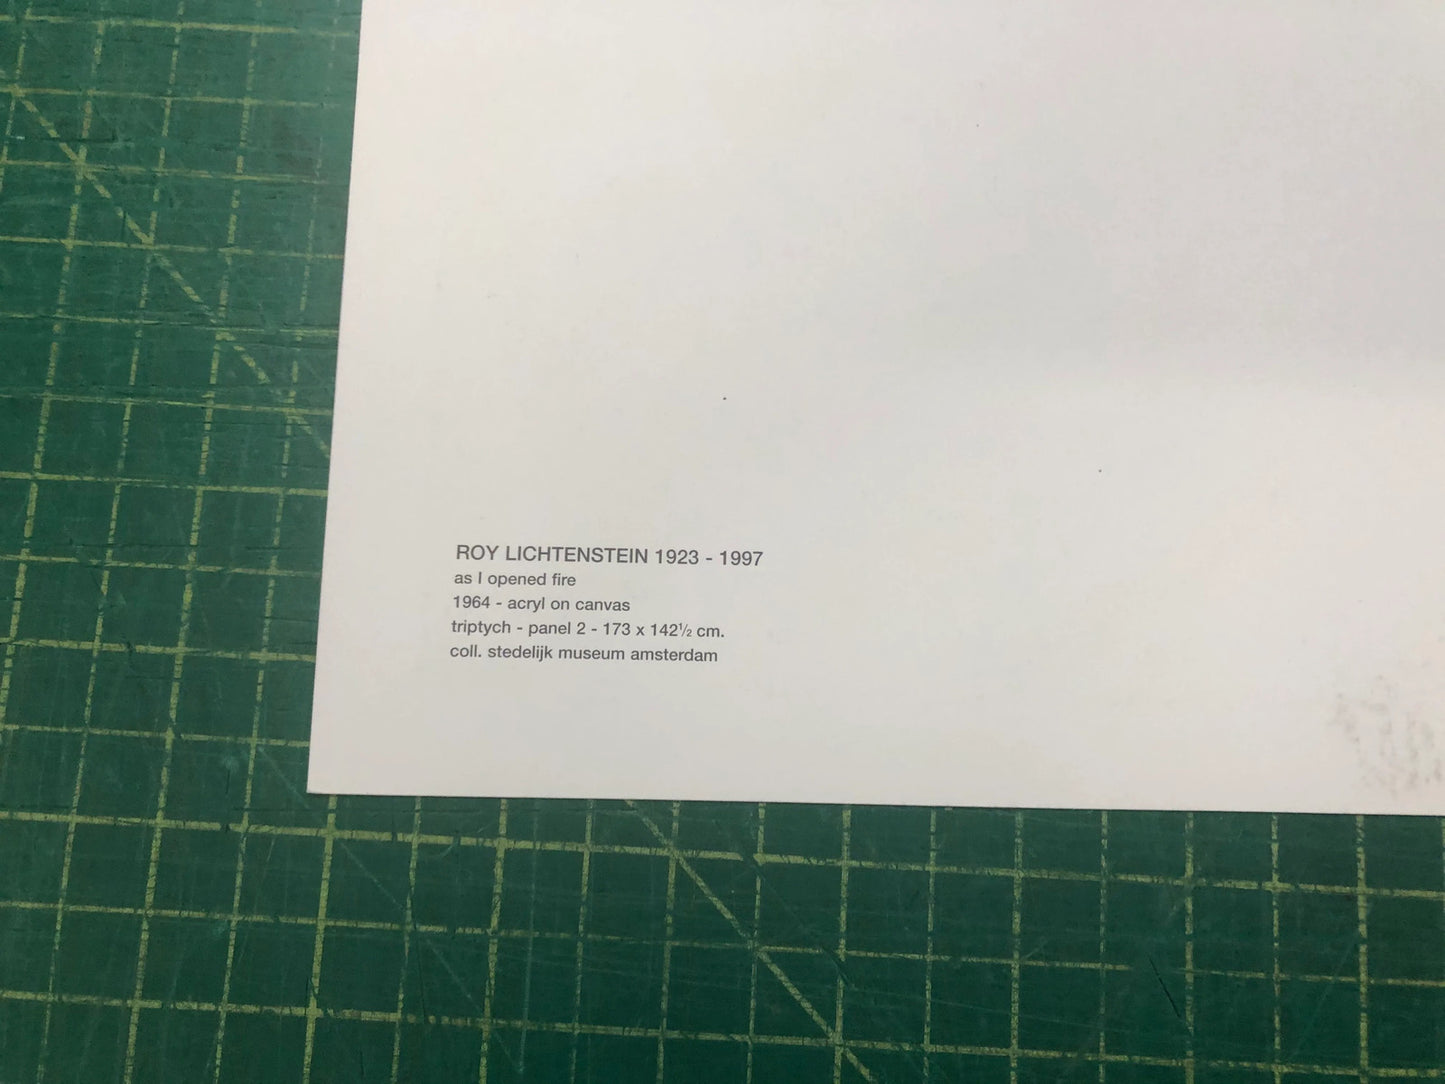 ROY LICHTENSTEIN 1923 - 1997
as I opened fire
1964 - acryl on canvas
triptych - panel 2 - 173 x 142½ cm.
coll. stedelijk museum amsterdam